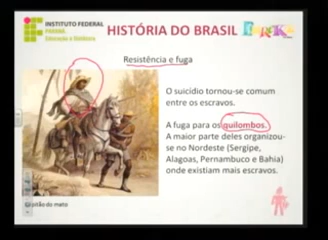 INSTITUTO FEDERAL
PARANÁ
Educação a Distância
HISTÓRIA DO BRASIL
EUREKA
Resistência e fuga
O suicídio tornou-se comum
entre os escravos.
A fuga para os quilombos.
A maior parte deles organizou-
se no Nordeste (Sergipe,
Alagoas, Pernambuco e Bahia)
onde existiam mais escravos.
Capitão do mato